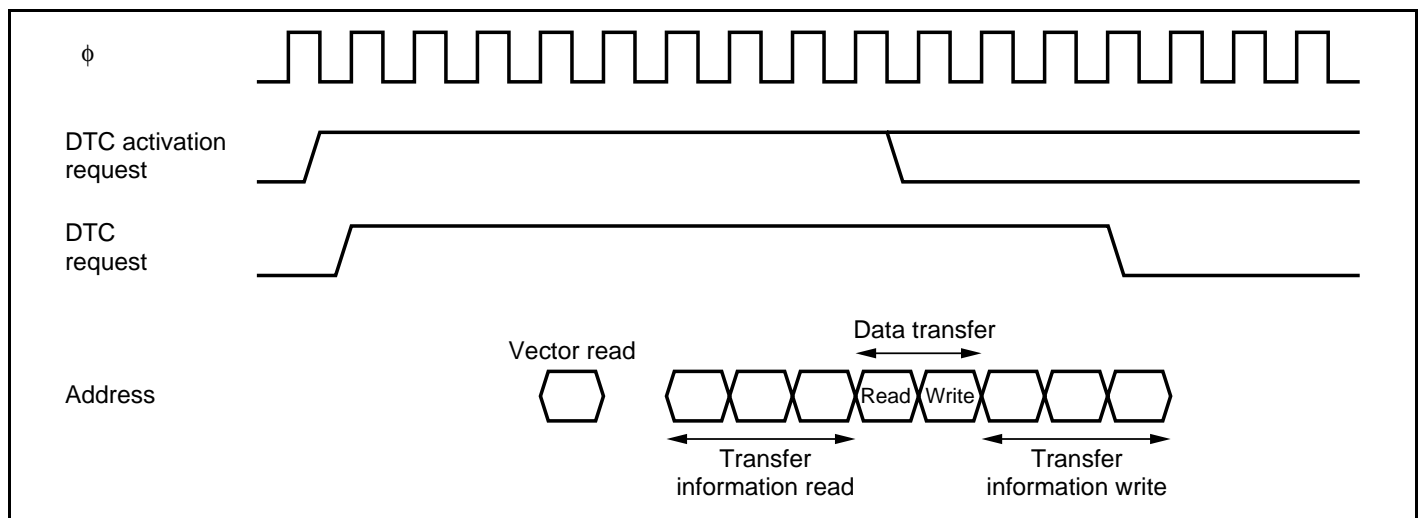 ϕ
DTC activation
request
DTC
request
Data transfer
Vector read
Address
Read Write
Transfer
information read
Transfer
information write